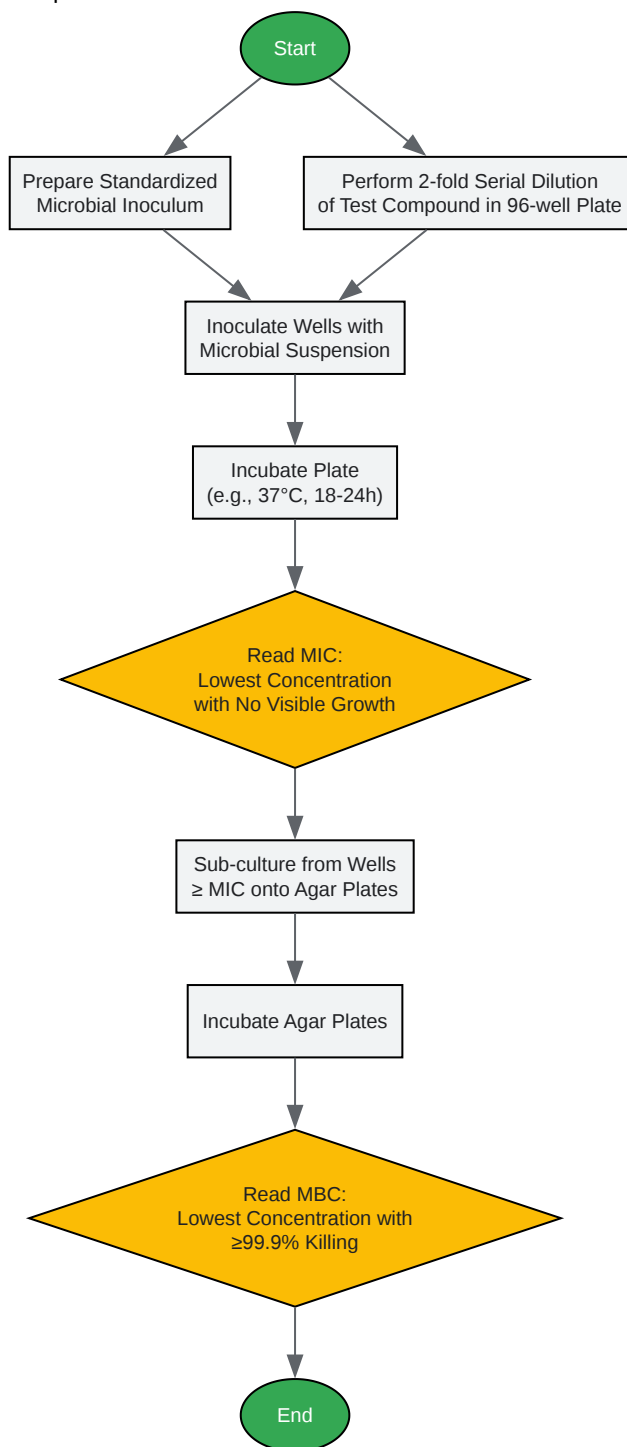 Start
Prepare Standardized
Microbial Inoculum
Perform 2-fold Serial Dilution
of Test Compound in 96-well Plate
Inoculate Wells with
Microbial Suspension
Incubate Plate
(e.g., 37°C, 18-24h)
Read MIC:
Lowest Concentration
with No Visible Growth
Sub-culture from Wells
≥ MIC onto Agar Plates
Incubate Agar Plates
Read MBC:
Lowest Concentration with
≥99.9% Killing
End